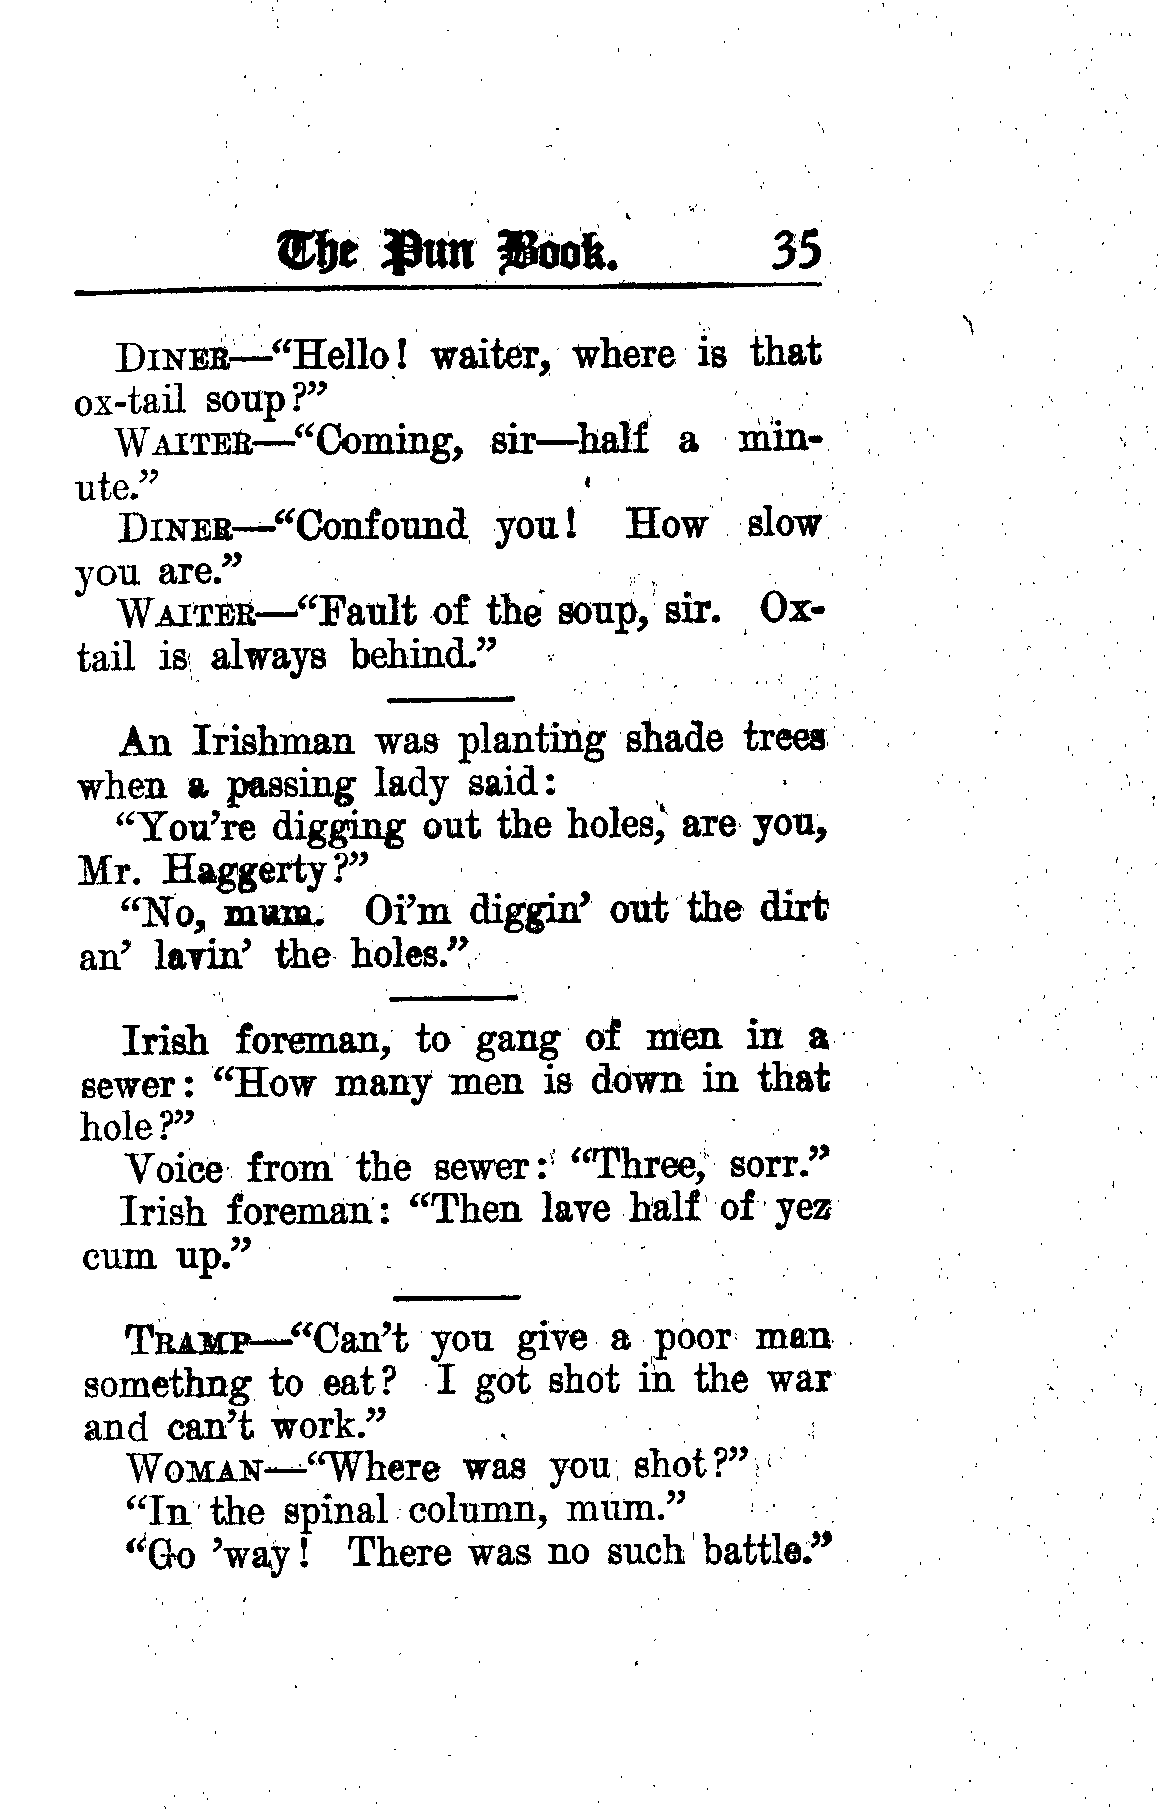 The Pun Book. 35
DINER—“Hello! waiter, where is that
ox-tail soup?”
WAITER—“Coming, sir—half a min-
ute.”
DINER—“Confound you! How slow
you are.”
WAITER—“Fault of the soup, sir. Ox-
tail is always behind.”
An Irishman was planting shade trees
when a passing lady said:
“You’re digging out the holes, are you,
Mr. Haggerty?”
“No, mum. Oi’m diggin’ out the dirt
an’ lavin’ the holes.”
Irish foreman, to gang of men in a
sewer: “How many men is down in that
hole?”
Voice from the sewer: “Three, sorr.”
Irish foreman: “Then lave half of yez
cum up.”
TRAMP—“Can’t you give a poor man
somethng to eat? I got shot in the war
and can’t work.”
WOMAN—“Where was you shot?”
“In the spinal column, mum.”
“Go ’way! There was no such battle.”